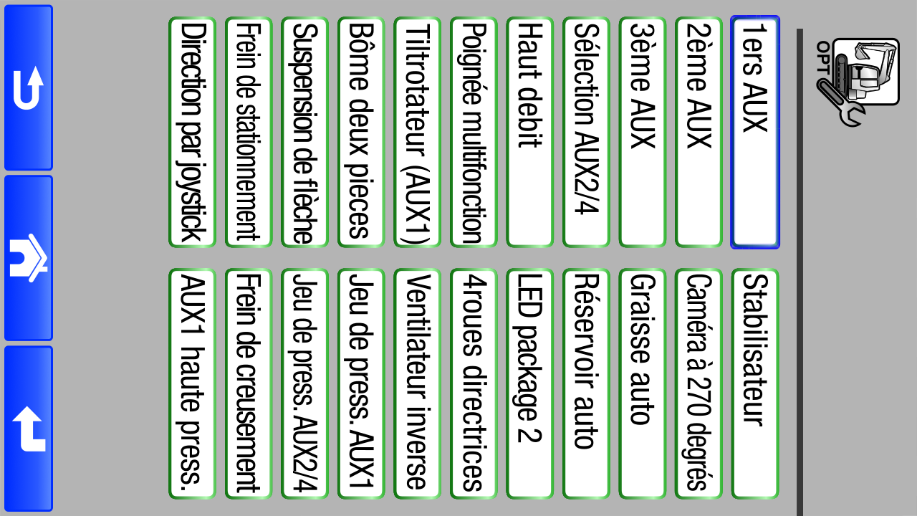 OPT
1ers AUX
Stabilisateur
2ème AUX
Caméra à 270 degrés
3ème AUX
Graisse auto
Sélection AUX2/4
Réservoir auto
Haut debit
LED package 2
Poignée multifonction
4roues directrices
Tiltrotateur (AUX1)
Ventilateur inverse
Bôme deux pieces
Jeu de press. AUX1
Suspension de flèche
Jeu de press. AUX2/4
Frein de stationnement
Frein de creusement
Direction par joystick
AUX1 haute press.